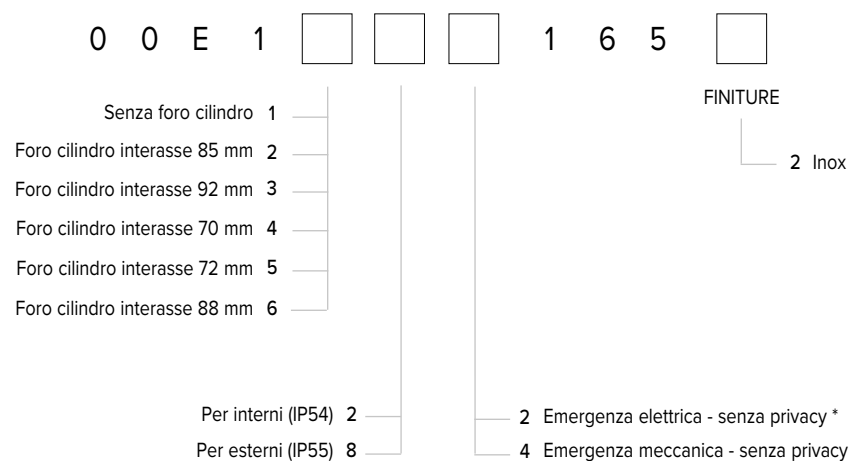 0 0 E 1 1 6 5
FINITURE
Senza foro cilindro 1
Foro cilindro interasse 85 mm 2
2 Inox
Foro cilindro interasse 92 mm 3
Foro cilindro interasse 70 mm 4
Foro cilindro interasse 72 mm 5
Foro cilindro interasse 88 mm 6
Per interni (IP54) 2
2 Emergenza elettrica - senza privacy *
Per esterni (IP55) 8
4 Emergenza meccanica - senza privacy